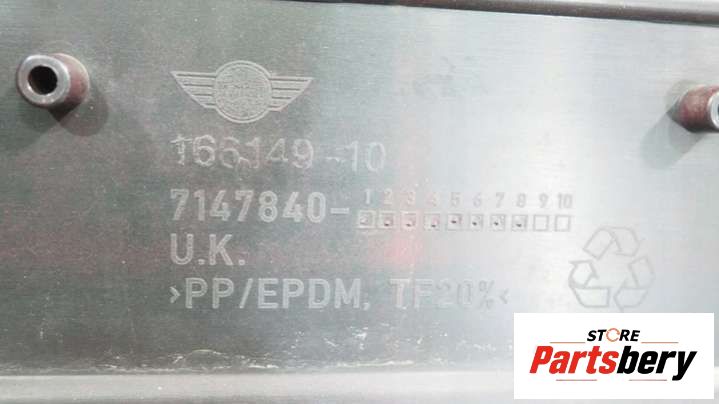 166149-10
1 2 3 4 5 6 7 8 9 10
7147840-
U.K.
>PP/EPDM, TF20%<
STORE
Partsbery